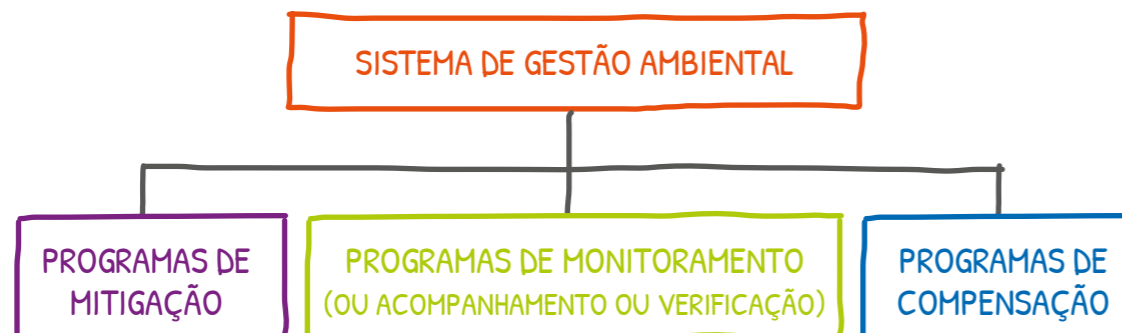 SISTEMA DE GESTÃO AMBIENTAL
PROGRAMAS DE
MITIGAÇÃO
PROGRAMAS DE MONITORAMENTO
(OU ACOMPANHAMENTO OU VERIFICAÇÃO)
PROGRAMAS DE
COMPENSAÇÃO